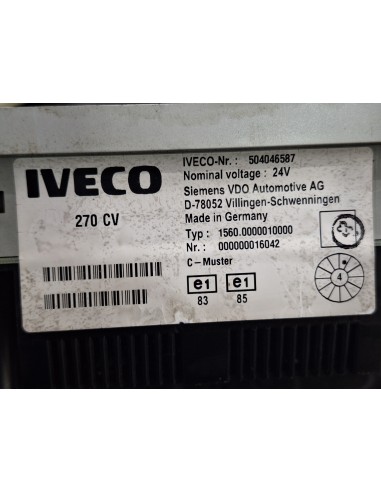 IVECO
270 CV
IVECO-Nr.: 504046587
Nominal voltage : 24V
Siemens VDO Automotive AG
D-78052 Villingen-Schwenningen
Made in Germany
Typ : 1560.0000010000
Nr. : 000000016042
C-Muster
e1 e1
83 85
4